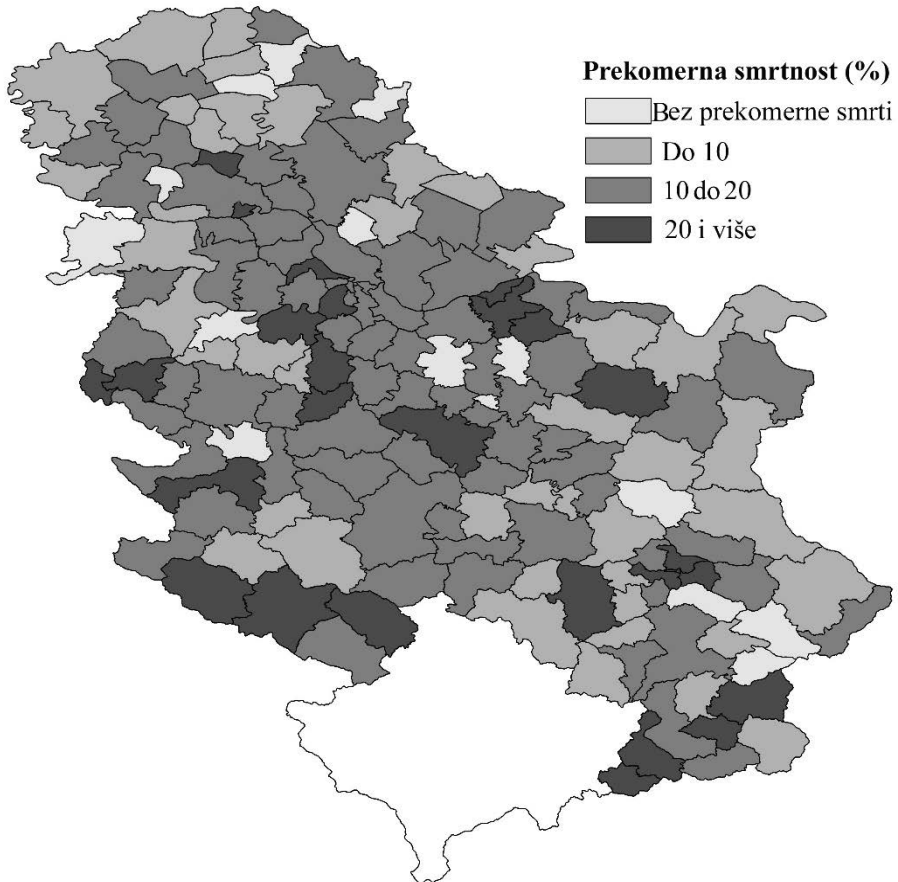 Prekomerna smrtnost (%)
Bez prekomerne smrti
Do 10
10 do 20
20 i više